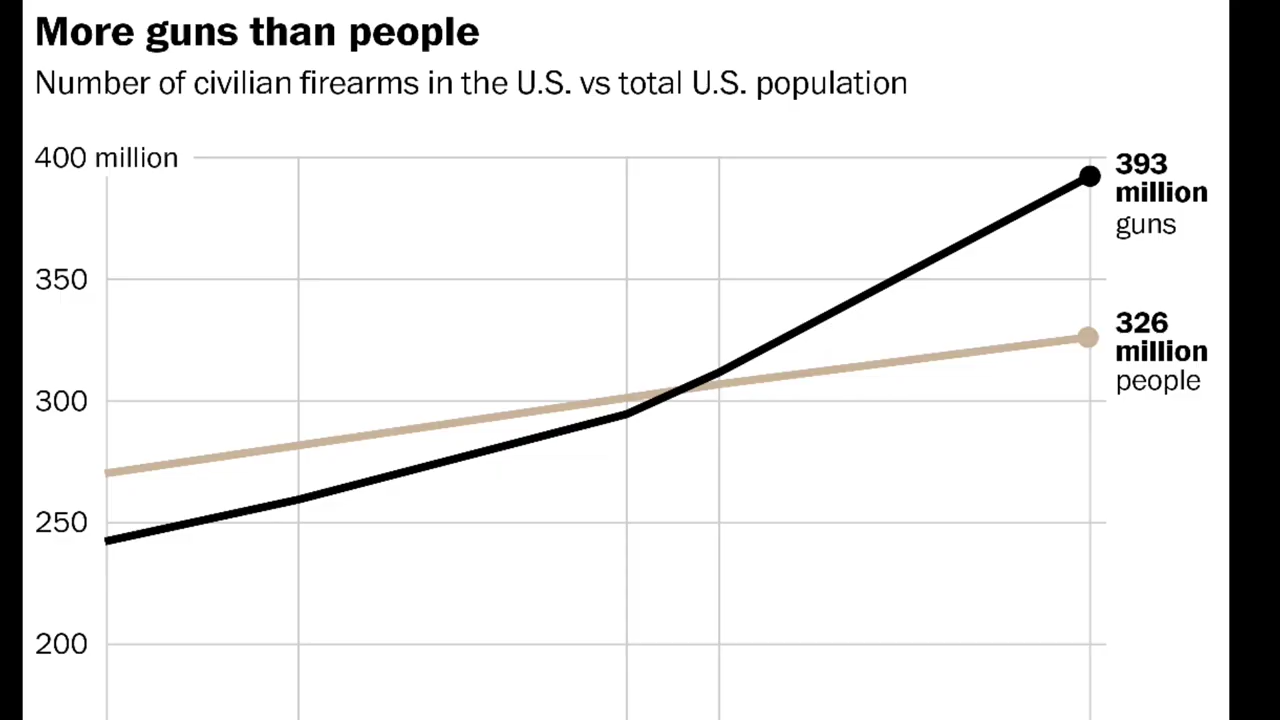 More guns than people
Number of civilian firearms in the U.S. vs total U.S. population
400 million
393
million
guns
350
326
million
people
300
250
200